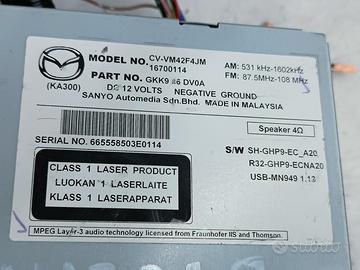 MODEL NO. CV-VM42F4JM
16700114
AM: 531 kHz-1602kHz
PART NO. GKK9 DV0A
FM: 87.5MHz-108 MHz
(KA300)
DC 12 VOLTS NEGATIVE GROUND
SANYO Automedia Sdn.Bhd. MADE IN MALAYSIA
Speaker 4Ω
SERIAL NO: 665558503E0114
S/W SH-GHP9-EC_A20
R32-GHP9-ECNA20
USB-MN949 1.13
CLASS 1 LASER PRODUCT
LUOKAN 1 LASERLAITE
KLASS 1 LASERAPPARAT
MPEG Layer-3 audio technology licensed from Fraunhofer IIS and Thomson.
subito